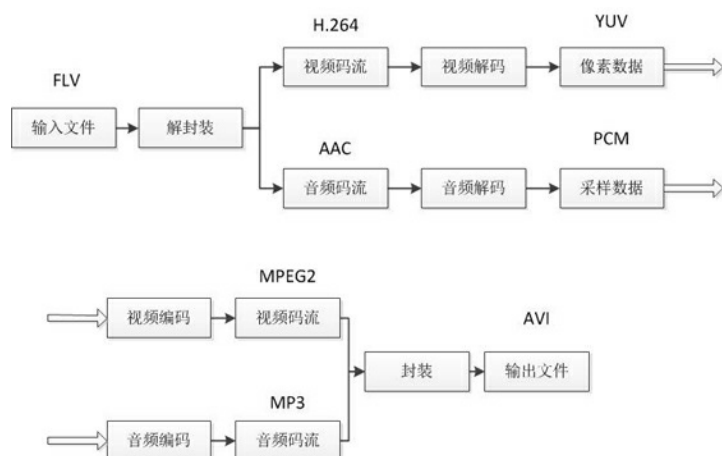 H.264
YUV
FLV
视频码流
视频解码
像素数据
输入文件
解封装
AAC
PCM
音频码流
音频解码
采样数据
MPEG2
视频编码
视频码流
AVI
封装
输出文件
MP3
音频编码
音频码流